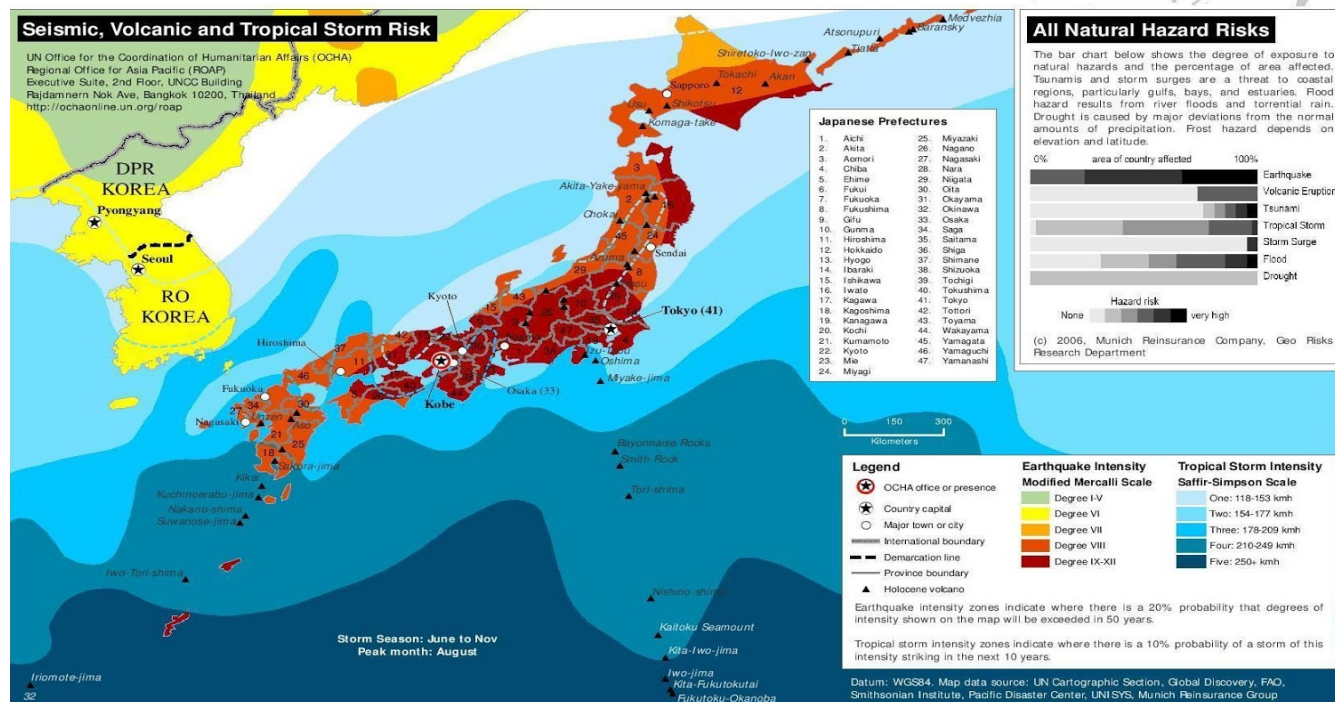 Seismic, Volcanic and Tropical Storm Risk
UN Office for the Coordination of Humanitarian Affairs (OCHA)
Regional Office for Asia Pacific (ROAP)
Executive Suite, 2nd Floor, UNCC Building
Rajdamnern Nok Ave, Bangkok 10200, Thailand
http://ochaonline.un.org/roap
DPR
KOREA
Pyongyang
Seoul
RO
KOREA
Medvezhia
Baransky
Atsonupuri
Tiatia
Shiretoko-Iwo-zan
Tokachi
Akan
12
Sapporo
Shikotsu
Usu
Komaga-take
3
Akita-Yake-yama
2
16
Choka
45
24
Sendai
Azuma
8
29
43
15
Kyoto
Tokyo (41)
4
47
42
37
Hiroshima
11
46
Oshima
Miyake-jima
Osaka (33)
Kobe
44
Fukuoka
34
27
30
Nagasaki
Unzen
Aso
21
25
18
Sakura-jima
Kikai
Kuchinoerabu-jima
Nakano-shima
Suwanose-jima
Bayonnaise Rocks
Smith Rock
Tori-shima
Iwo-Tori-shima
Nishino-shima
Kaitoku Seamount
Kita-Iwo-jima
Iwo-jima
Kita-Fukutokutai
Fukutoku-Okanoba
Iriomote-jima
32
Storm Season: June to Nov
Peak month: August
Japanese Prefectures
1. Aichi
2. Akita
3. Aomori
4. Chiba
5. Ehime
6. Fukui
7. Fukuoka
8. Fukushima
9. Gifu
10. Gunma
11. Hiroshima
12. Hokkaido
13. Hyogo
14. Ibaraki
15. Ishikawa
16. Iwate
17. Kagawa
18. Kagoshima
19. Kanagawa
20. Kochi
21. Kumamoto
22. Kyoto
23. Mie
24. Miyagi
25. Miyazaki
26. Nagano
27. Nagasaki
28. Nara
29. Niigata
30. Oita
31. Okayama
32. Okinawa
33. Osaka
34. Saga
35. Saitama
36. Shiga
37. Shimane
38. Shizuoka
39. Tochigi
40. Tokushima
41. Tokyo
42. Tottori
43. Toyama
44. Wakayama
45. Yamagata
46. Yamaguchi
47. Yamanashi
All Natural Hazard Risks
The bar chart below shows the degree of exposure to
natural hazards and the percentage of area affected.
Tsunamis and storm surges are a threat to coastal
regions, particularly gulfs, bays, and estuaries. Flood
hazard results from river floods and torrential rain.
Drought is caused by major deviations from the normal
amounts of precipitation. Frost hazard depends on
elevation and latitude.
0% area of country affected 100%
Earthquake
Volcanic Eruption
Tsunami
Tropical Storm
Storm Surge
Flood
Drought
Hazard risk
None very high
(c) 2006, Munich Reinsurance Company, Geo Risks
Research Department
0 150 300
Kilometers
Legend
OCHA office or presence
Country capital
Major town or city
International boundary
Demarcation line
Province boundary
Holocene volcano
Earthquake Intensity
Modified Mercalli Scale
Degree I-V
Degree VI
Degree VII
Degree VIII
Degree IX-XII
Tropical Storm Intensity
Saffir-Simpson Scale
One: 118-153 kmh
Two: 154-177 kmh
Three: 178-209 kmh
Four: 210-249 kmh
Five: 250+ kmh
Earthquake intensity zones indicate where there is a 20% probability that degrees of
intensity shown on the map will be exceeded in 50 years.
Tropical storm intensity zones indicate where there is a 10% probability of a storm of this
intensity striking in the next 10 years.
Datum: WGS84. Map data source: UN Cartographic Section, Global Discovery, FAO,
Smithsonian Institute, Pacific Disaster Center, UNISYS, Munich Reinsurance Group